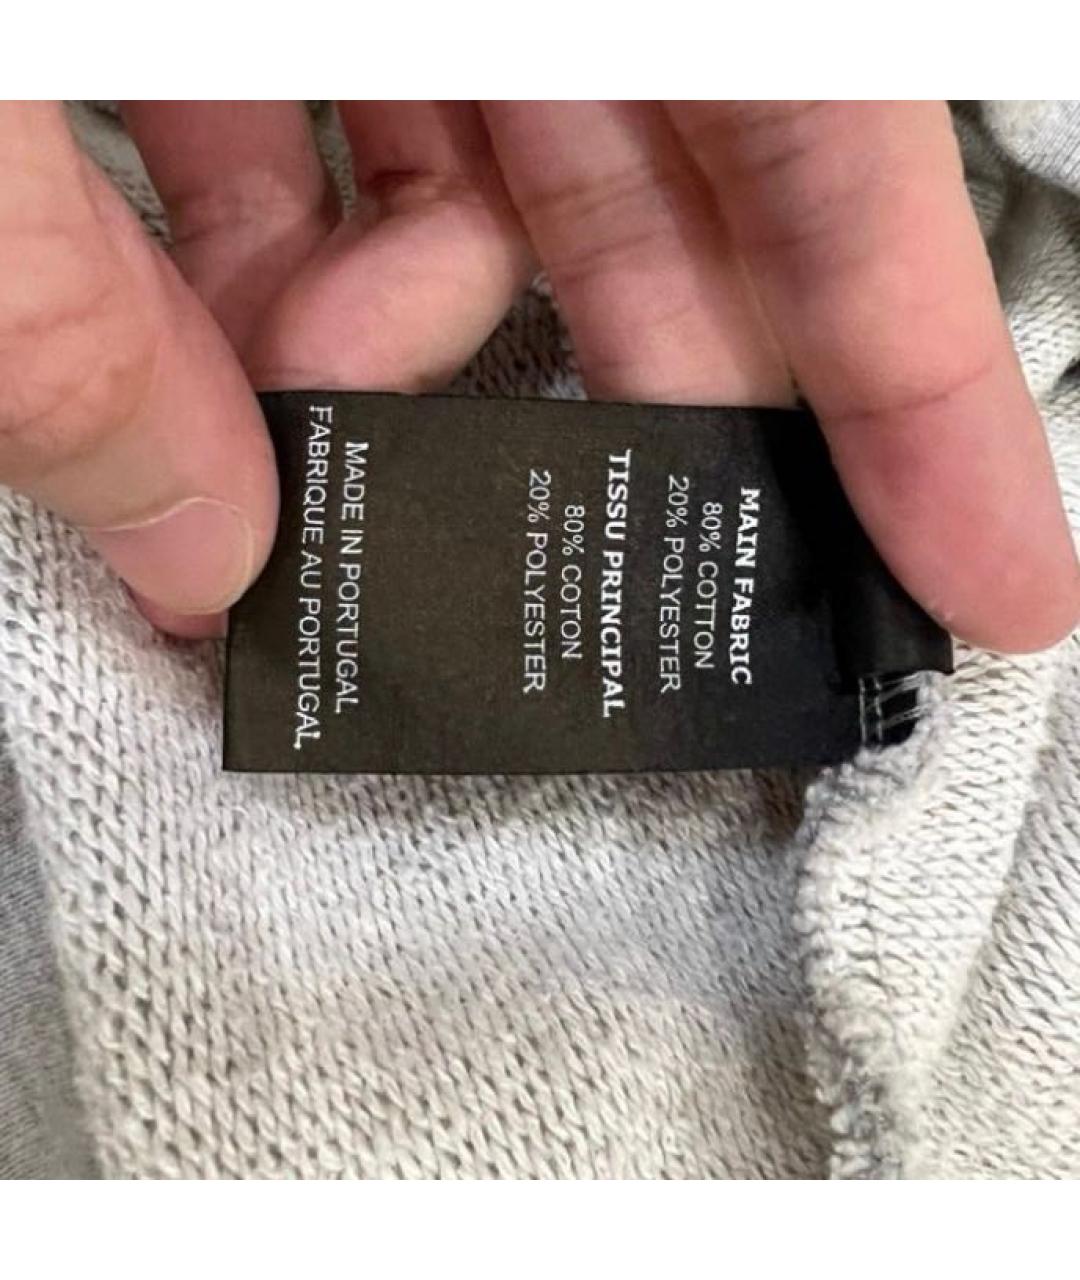 MAIN FABRIC
80% COTTON
20% POLYESTER
TISSU PRINCIPAL
80% COTON
20% POLYESTER
MADE IN PORTUGAL
FABRIQUE AU PORTUGAL